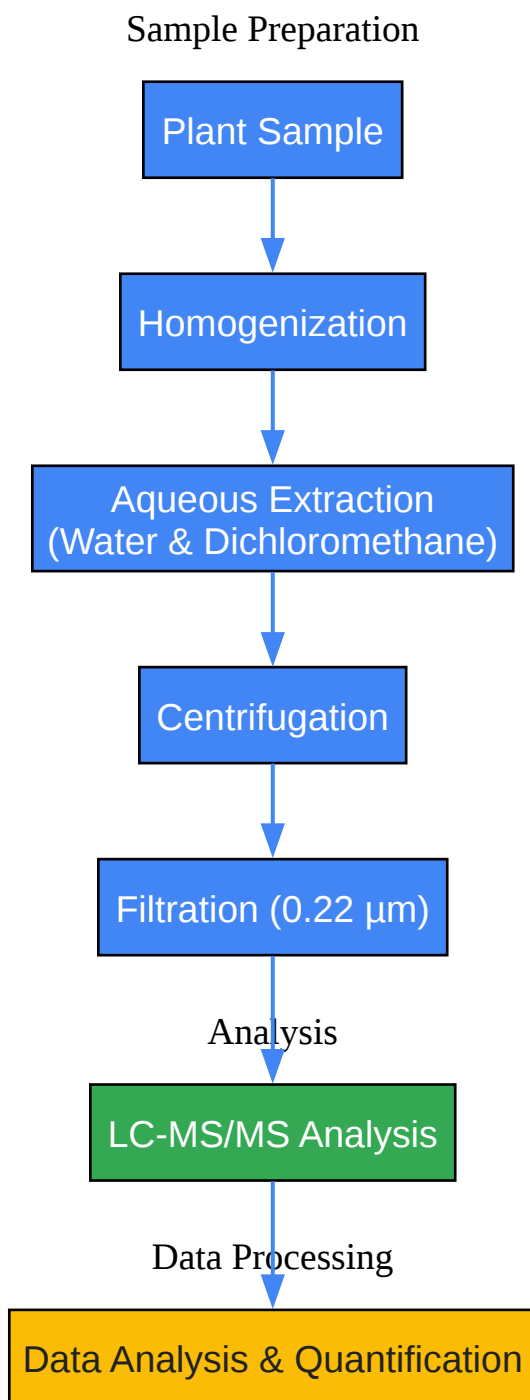 Sample Preparation
Plant Sample
Homogenization
Aqueous Extraction
(Water & Dichloromethane)
Centrifugation
Filtration (0.22 µm)
Analysis
LC-MS/MS Analysis
Data Processing
Data Analysis & Quantification